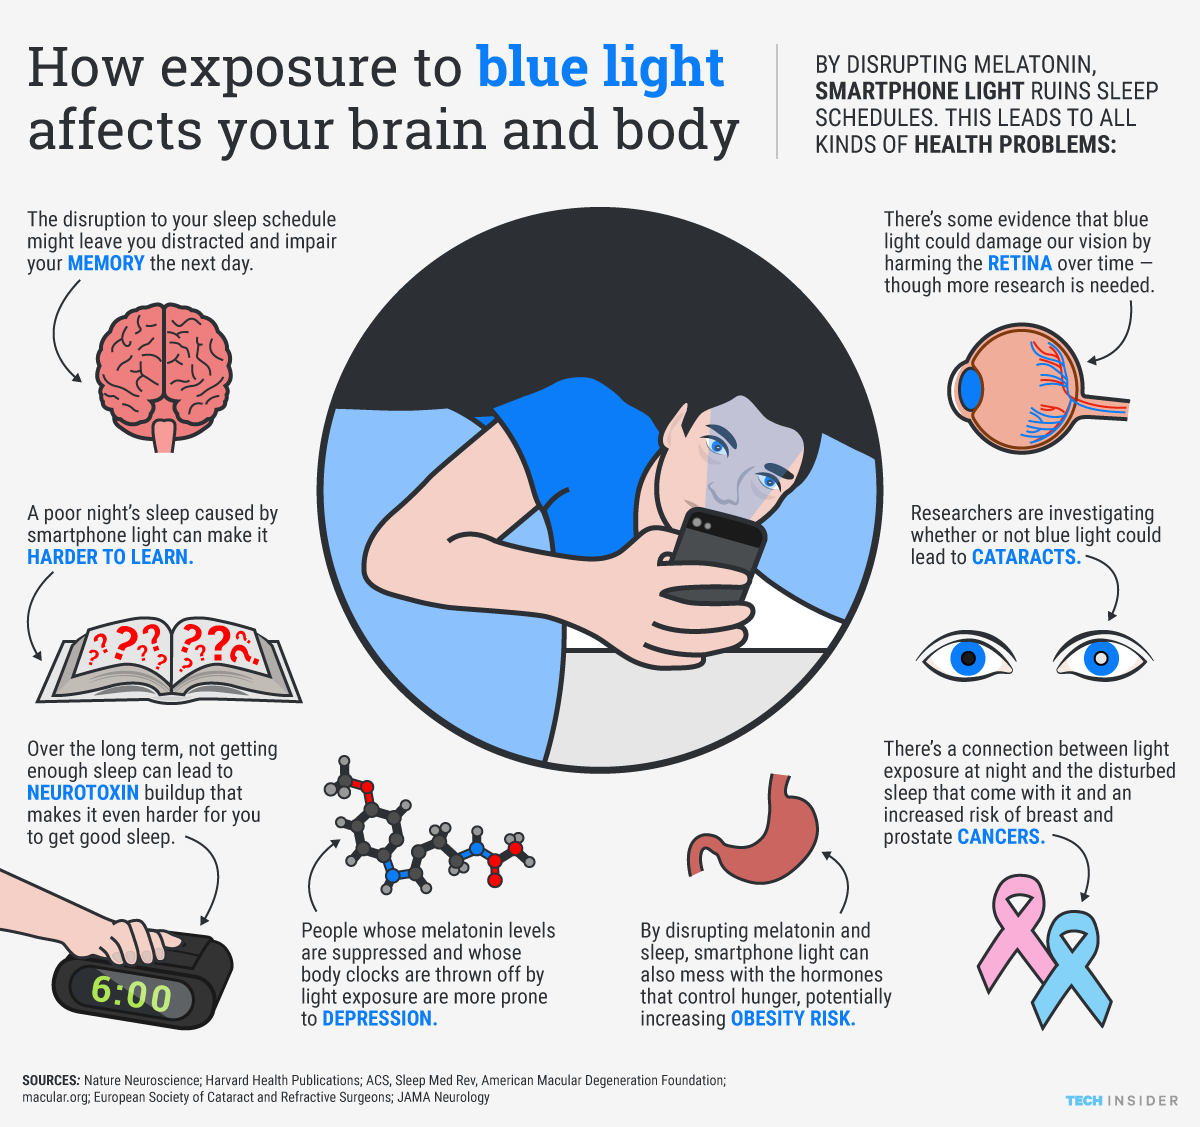 How exposure to blue light
affects your brain and body
BY DISRUPTING MELATONIN,
SMARTPHONE LIGHT RUINS SLEEP
SCHEDULES. THIS LEADS TO ALL
KINDS OF HEALTH PROBLEMS:
The disruption to your sleep schedule
might leave you distracted and impair
your MEMORY the next day.
There's some evidence that blue
light could damage our vision by
harming the RETINA over time —
though more research is needed.
A poor night's sleep caused by
smartphone light can make it
HARDER TO LEARN.
? ? ? ? ? ? ? ? ? ? ? ? ?
Researchers are investigating
whether or not blue light could
lead to CATARACTS.
Over the long term, not getting
enough sleep can lead to
NEUROTOXIN buildup that
makes it even harder for you
to get good sleep.
6:00
People whose melatonin levels
are suppressed and whose
body clocks are thrown off by
light exposure are more prone
to DEPRESSION.
By disrupting melatonin and
sleep, smartphone light can
also mess with the hormones
that control hunger, potentially
increasing OBESITY RISK.
There's a connection between light
exposure at night and the disturbed
sleep that come with it and an
increased risk of breast and
prostate CANCERS.
SOURCES: Nature Neuroscience; Harvard Health Publications; ACS, Sleep Med Rev, American Macular Degeneration Foundation;
macular.org; European Society of Cataract and Refractive Surgeons; JAMA Neurology
TECH INSIDER